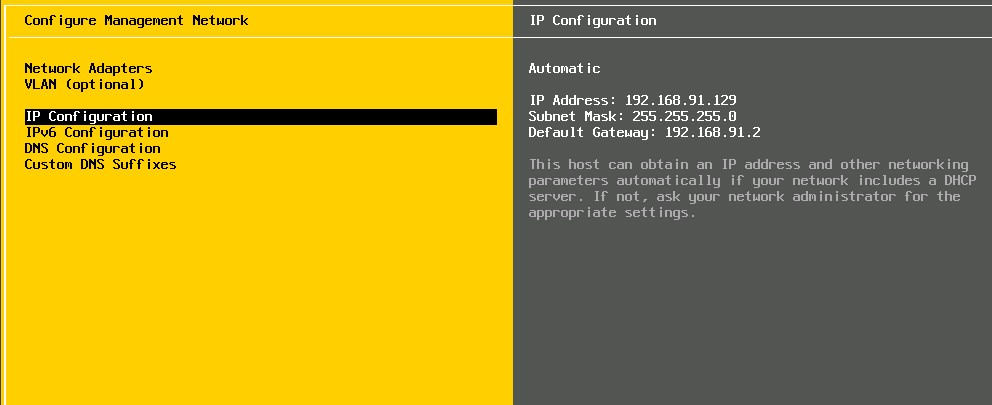 Configure Management Network
Network Adapters
VLAN (optional)
IP Configuration
IPv6 Configuration
DNS Configuration
Custom DNS Suffixes
IP Configuration
Automatic
IP Address: 192.168.91.129
Subnet Mask: 255.255.255.0
Default Gateway: 192.168.91.2
This host can obtain an IP address and other networking
parameters automatically if your network includes a DHCP
server. If not, ask your network administrator for the
appropriate settings.